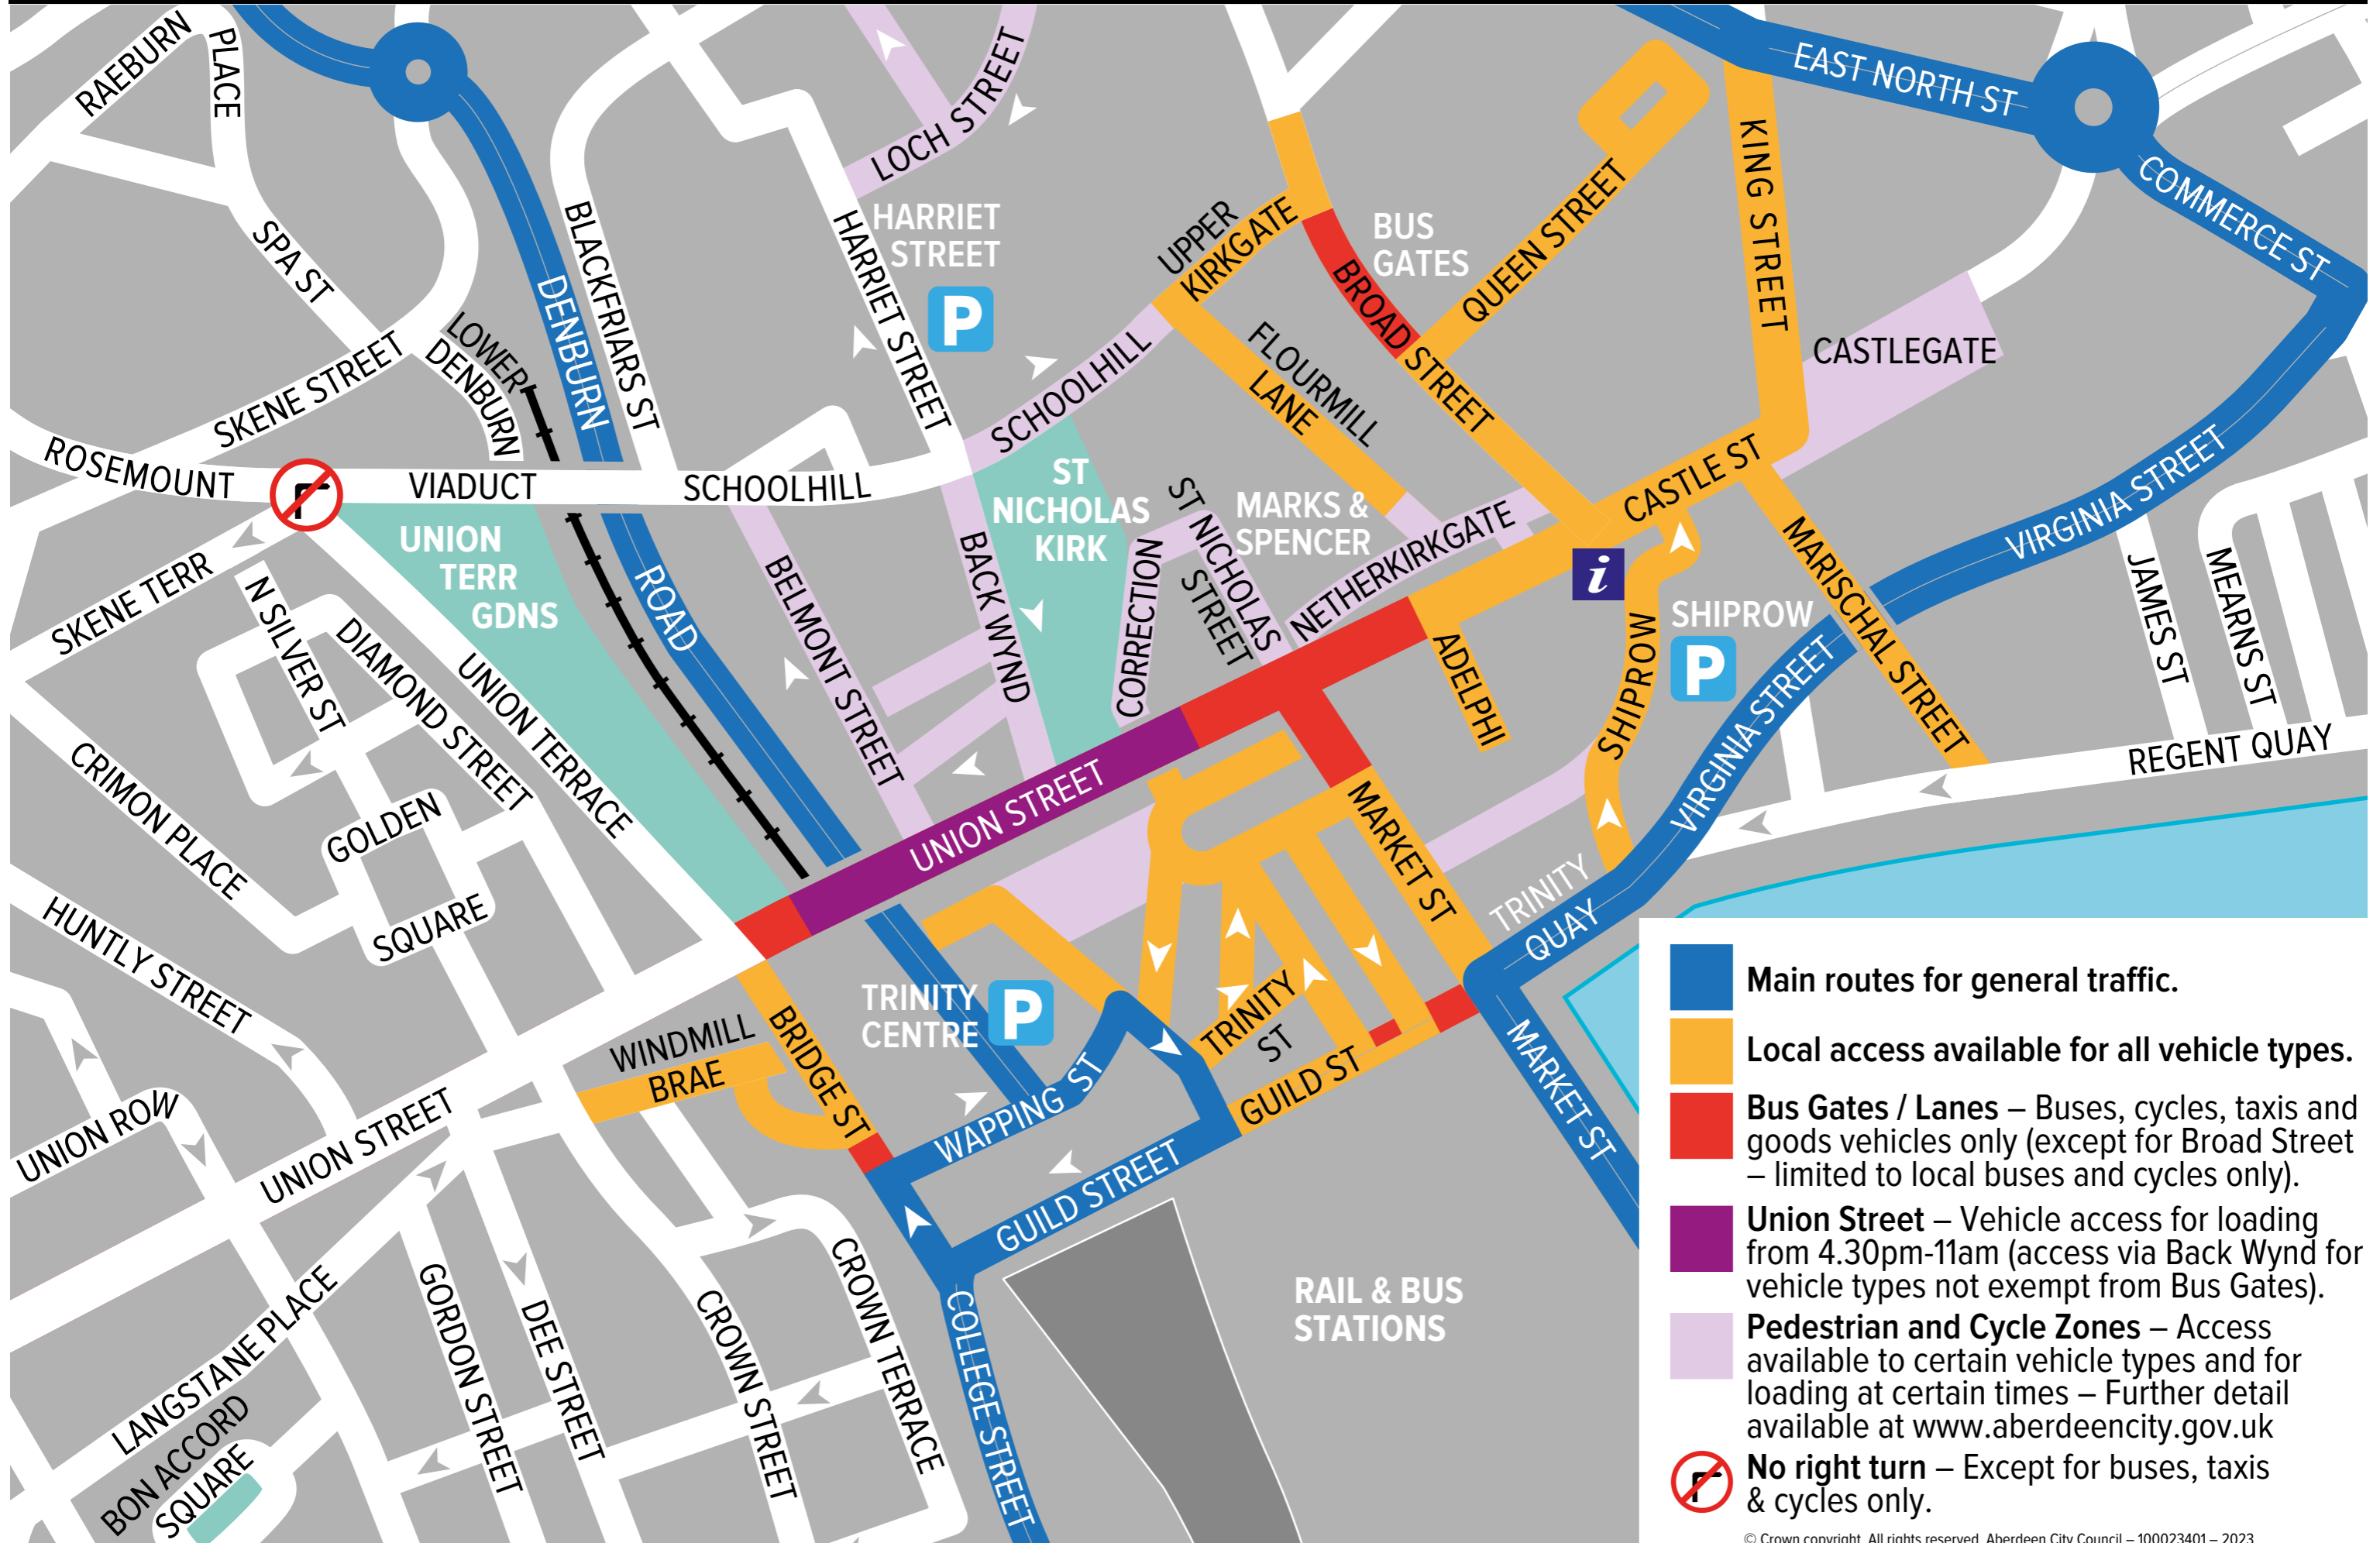 RAEBURN
PLACE
LOCH STREET
EAST NORTH ST
COMMERCE ST
KING STREET
HARRIET
STREET
P
HARRIET STREET
BLACKFRIARS ST
DENBURN
SPA ST
LOWER
DENBURN
SKENE STREET
UPPER
KIRKGATE
BUS
GATES
BROAD STREET
QUEEN STREET
CASTLEGATE
FLOURMILL
LANE
SCHOOLHILL
ROSEMOUNT
VIADUCT
SCHOOLHILL
ST
NICHOLAS
KIRK
ST NICHOLAS
STREET
MARKS &
SPENCER
NETHERKIRKGATE
CASTLE ST
i
VIRGINIA STREET
MARISCHAL STREET
JAMES ST
MEARNS ST
REGENT QUAY
UNION
TERR
GDNS
ROAD
SKENE TERR
N SILVER ST
DIAMOND STREET
UNION TERRACE
BELMONT STREET
BACK WYND
CORRECTION
ADELPHI
SHIPROW
SHIPROW
P
VIRGINIA STREET
CRIMON PLACE
GOLDEN
SQUARE
HUNTLY STREET
UNION STREET
MARKET ST
TRINITY
QUAY
TRINITY
CENTRE
P
TRINITY
ST
WINDMILL
BRAE
BRIDGE ST
WAPPING ST
GUILD ST
MARKET ST
UNION ROW
UNION STREET
GUILD STREET
LANGSTANE PLACE
GORDON STREET
DEE STREET
CROWN STREET
CROWN TERRACE
COLLEGE STREET
RAIL & BUS
STATIONS
BON ACCORD
SQUARE
Main routes for general traffic.
Local access available for all vehicle types.
Bus Gates / Lanes – Buses, cycles, taxis and
goods vehicles only (except for Broad Street
– limited to local buses and cycles only).
Union Street – Vehicle access for loading
from 4.30pm-11am (access via Back Wynd for
vehicle types not exempt from Bus Gates).
Pedestrian and Cycle Zones – Access
available to certain vehicle types and for
loading at certain times – Further detail
available at www.aberdeencity.gov.uk
No right turn – Except for buses, taxis
& cycles only.
© Crown copyright. All rights reserved. Aberdeen City Council – 100023401 – 2023